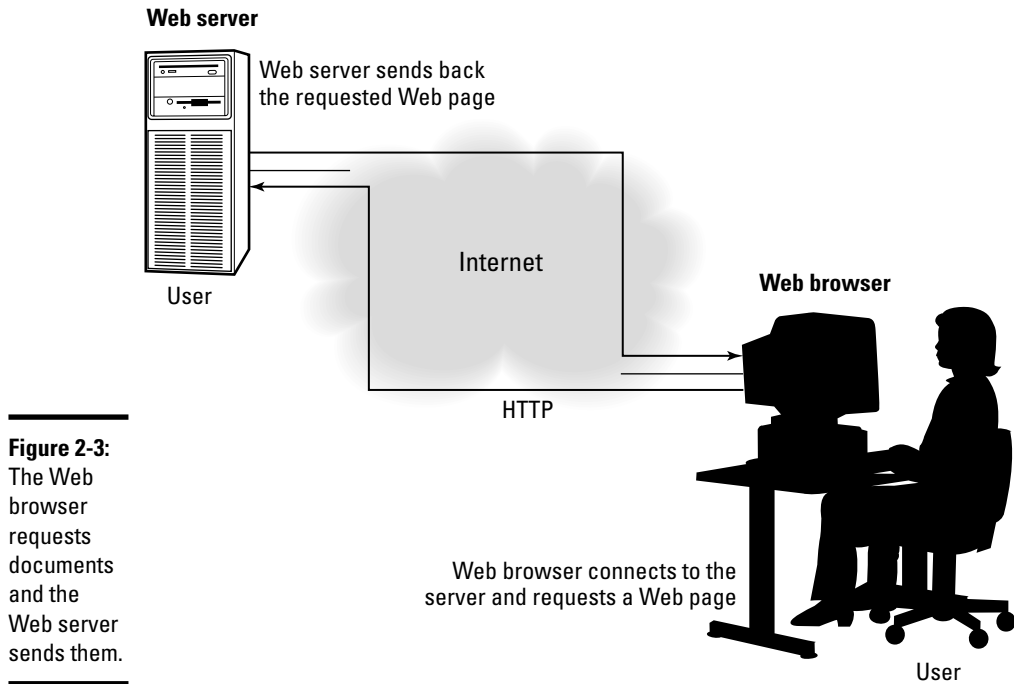 Web server
Web server sends back
the requested Web page
Internet
User
Web browser
HTTP
Figure 2-3:
The Web
browser
requests
documents
and the
Web server
sends them.
Web browser connects to the
server and requests a Web page
User